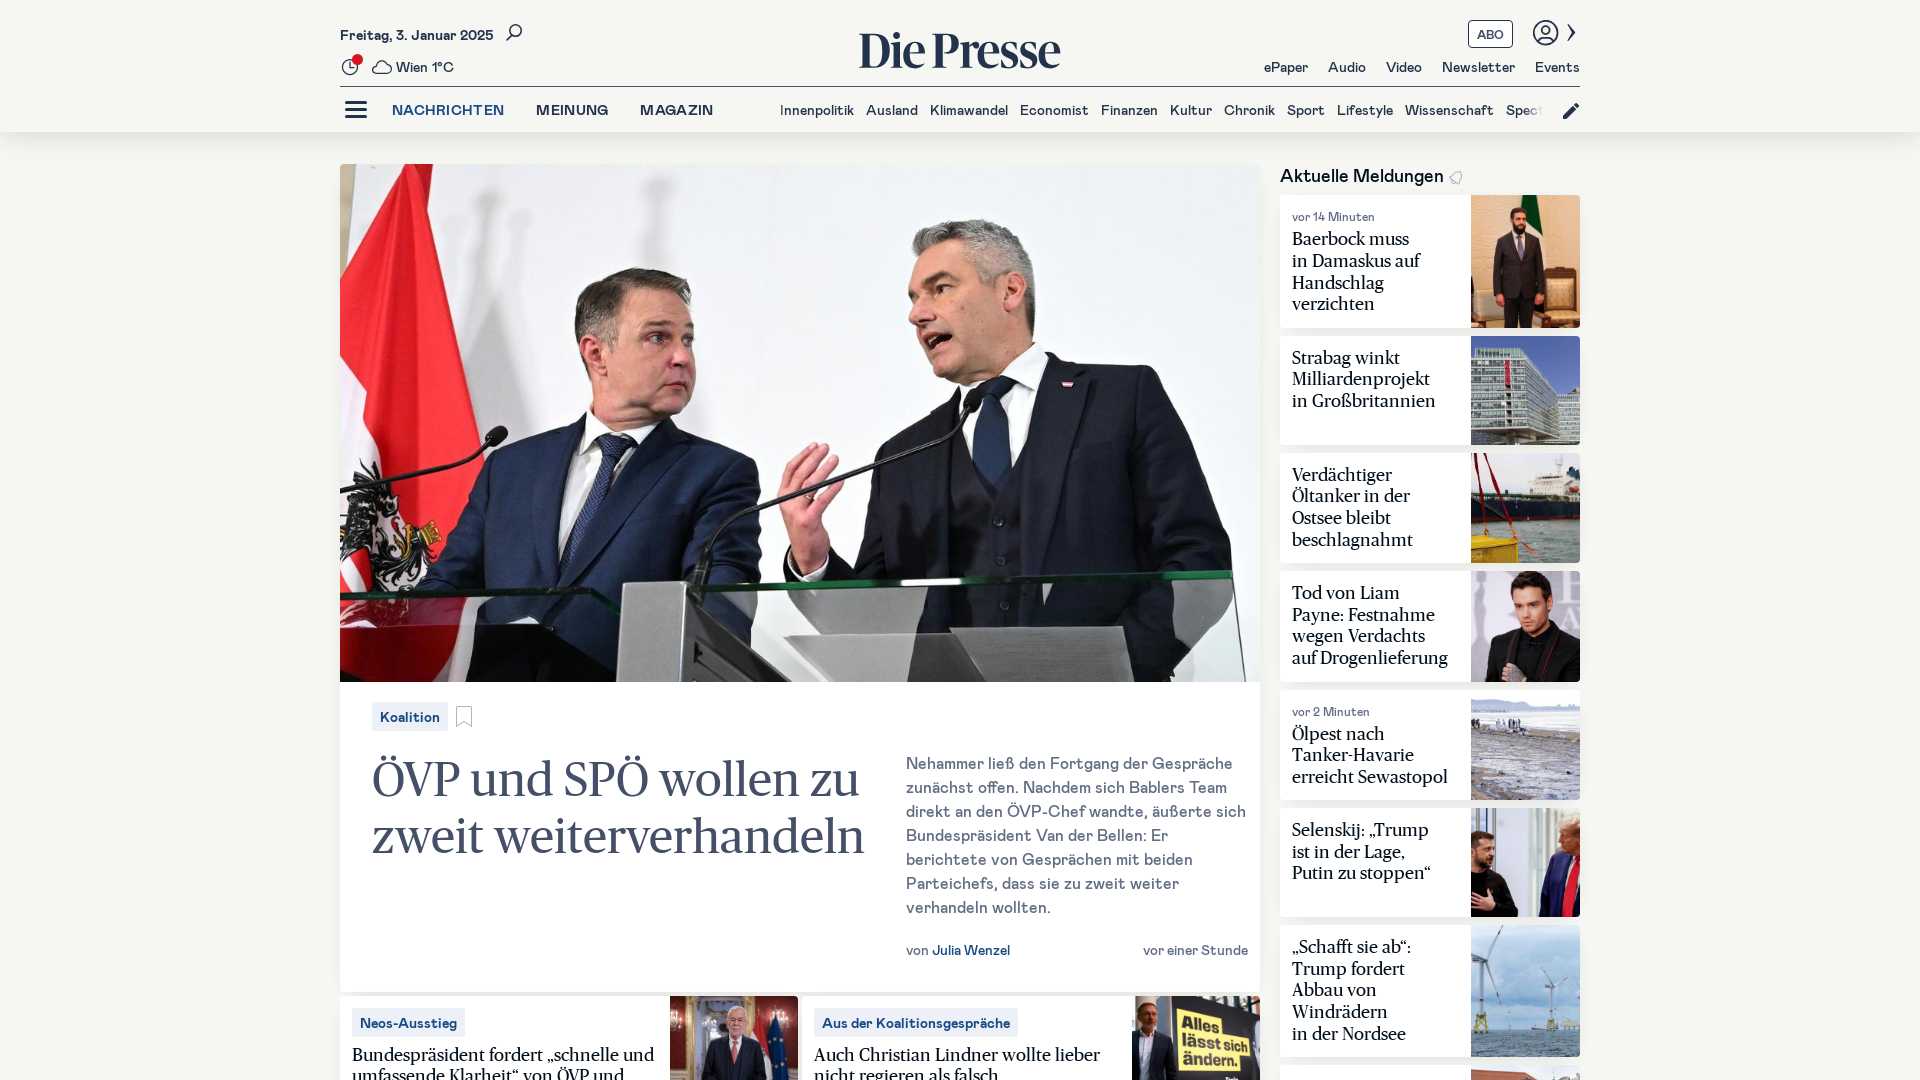 Freitag, 3. Januar 2025
Wien 1°C
Die Presse
ABO
ePaper Audio Video Newsletter Events
NACHRICHTEN MEINUNG MAGAZIN
Innenpolitik Ausland Klimawandel Economist Finanzen Kultur Chronik Sport Lifestyle Wissenschaft Spect
Koalition
ÖVP und SPÖ wollen zu
zweit weiterverhandeln
Nehammer ließ den Fortgang der Gespräche
zunächst offen. Nachdem sich Bablers Team
direkt an den ÖVP-Chef wandte, äußerte sich
Bundespräsident Van der Bellen: Er
berichtete von Gesprächen mit beiden
Parteichefs, dass sie zu zweit weiter
verhandeln wollten.
von Julia Wenzel
vor einer Stunde
Neos-Ausstieg
Bundespräsident fordert „schnelle und
umfassende Klarheit“ von ÖVP und
Aus der Koalitionsgespräche
Auch Christian Lindner wollte lieber
nicht regieren als falsch
Alles
lässt sich
ändern.
Aktuelle Meldungen
vor 14 Minuten
Baerbock muss
in Damaskus auf
Handschlag
verzichten
Strabag winkt
Milliardenprojekt
in Großbritannien
Verdächtiger
Öltanker in der
Ostsee bleibt
beschlagnahmt
Tod von Liam
Payne: Festnahme
wegen Verdachts
auf Drogenlieferung
vor 2 Minuten
Ölpest nach
Tanker-Havarie
erreicht Sewastopol
Selenskij: „Trump
ist in der Lage,
Putin zu stoppen“
„Schafft sie ab“:
Trump fordert
Abbau von
Windrädern
in der Nordsee